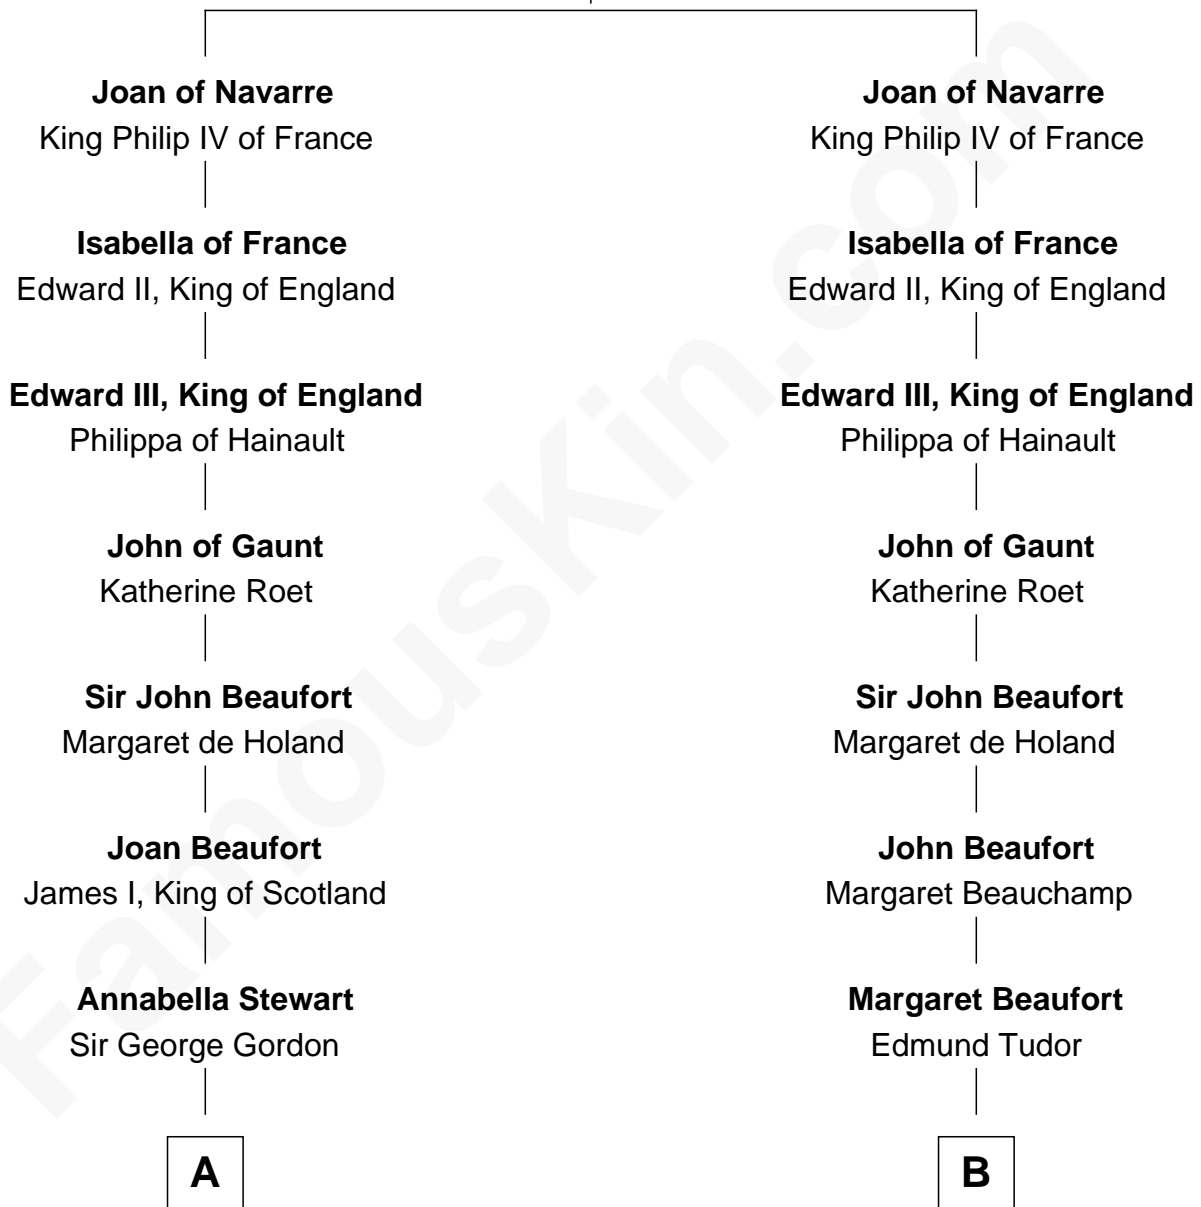 Joan of Navarre
King Philip IV of France
Isabella of France
Edward II, King of England
Edward III, King of England
Philippa of Hainault
John of Gaunt
Katherine Roet
Sir John Beaufort
Margaret de Holand
Joan Beaufort
James I, King of Scotland
Annabella Stewart
Sir George Gordon
A
Joan of Navarre
King Philip IV of France
Isabella of France
Edward II, King of England
Edward III, King of England
Philippa of Hainault
John of Gaunt
Katherine Roet
Sir John Beaufort
Margaret de Holand
John Beaufort
Margaret Beauchamp
Margaret Beaufort
Edmund Tudor
B
FamousKin.com